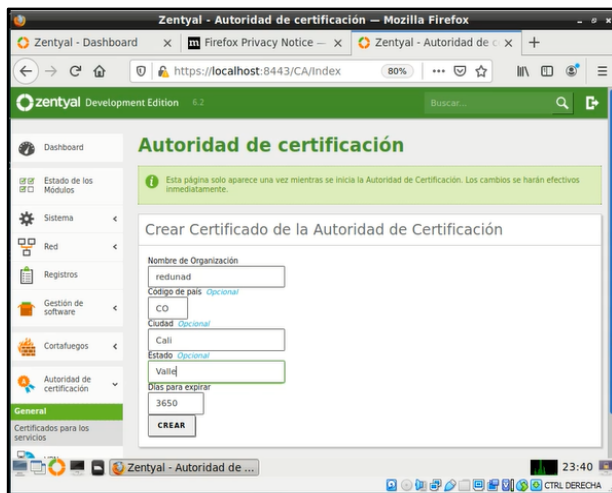 Zentyal - Autoridad de certificación — Mozilla Firefox
Zentyal - Dashboard
Firefox Privacy Notice —
Zentyal - Autoridad de c
https://localhost:8443/CA/Index
80%
zentyal Development Edition 6.2
Buscar...
Dashboard
Estado de los
Módulos
Sistema
Red
Registros
Gestión de
software
Cortafuegos
Autoridad de
certificación
General
Certificados para los
servicios
VPN
Autoridad de certificación
Esta página solo aparece una vez mientras se inicia la Autoridad de Certificación. Los cambios se harán efectivos
inmediatamente.
Crear Certificado de la Autoridad de Certificación
Nombre de Organización
redunad
Código de país Opcional
CO
Ciudad Opcional
Cali
Estado Opcional
Valle
Días para expirar
3650
CREAR
Zentyal - Autoridad de ...
23:40
CTRL DERECHA